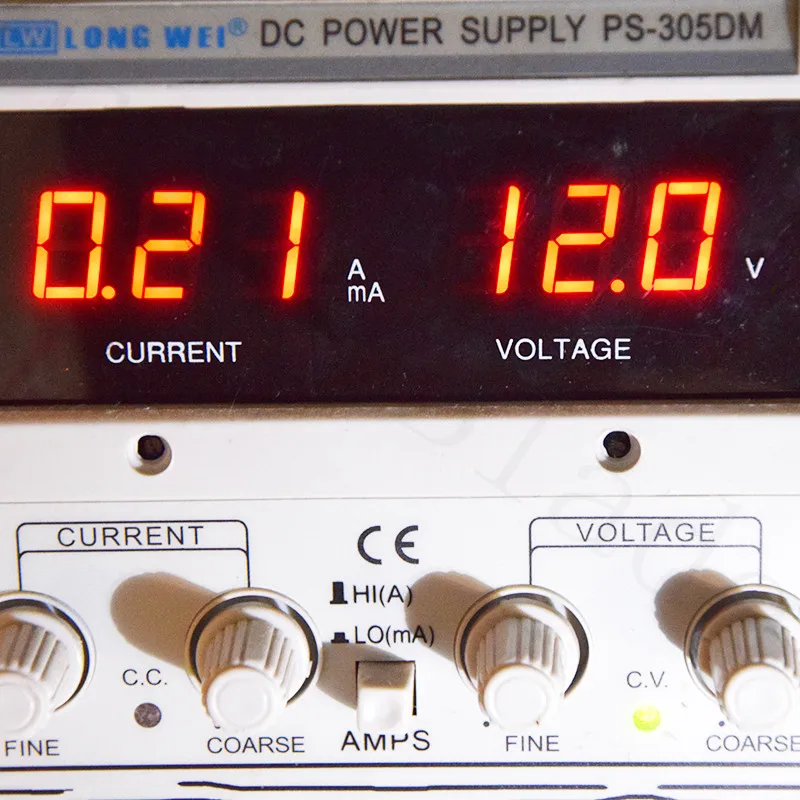 LW LONG WEI® DC POWER SUPPLY PS-305DM
0.21 A mA 12.0 V
CURRENT VOLTAGE
CURRENT CE VOLTAGE
HI(A)
LO(mA)
C.C. C.V.
FINE COARSE AMPS FINE COARSE